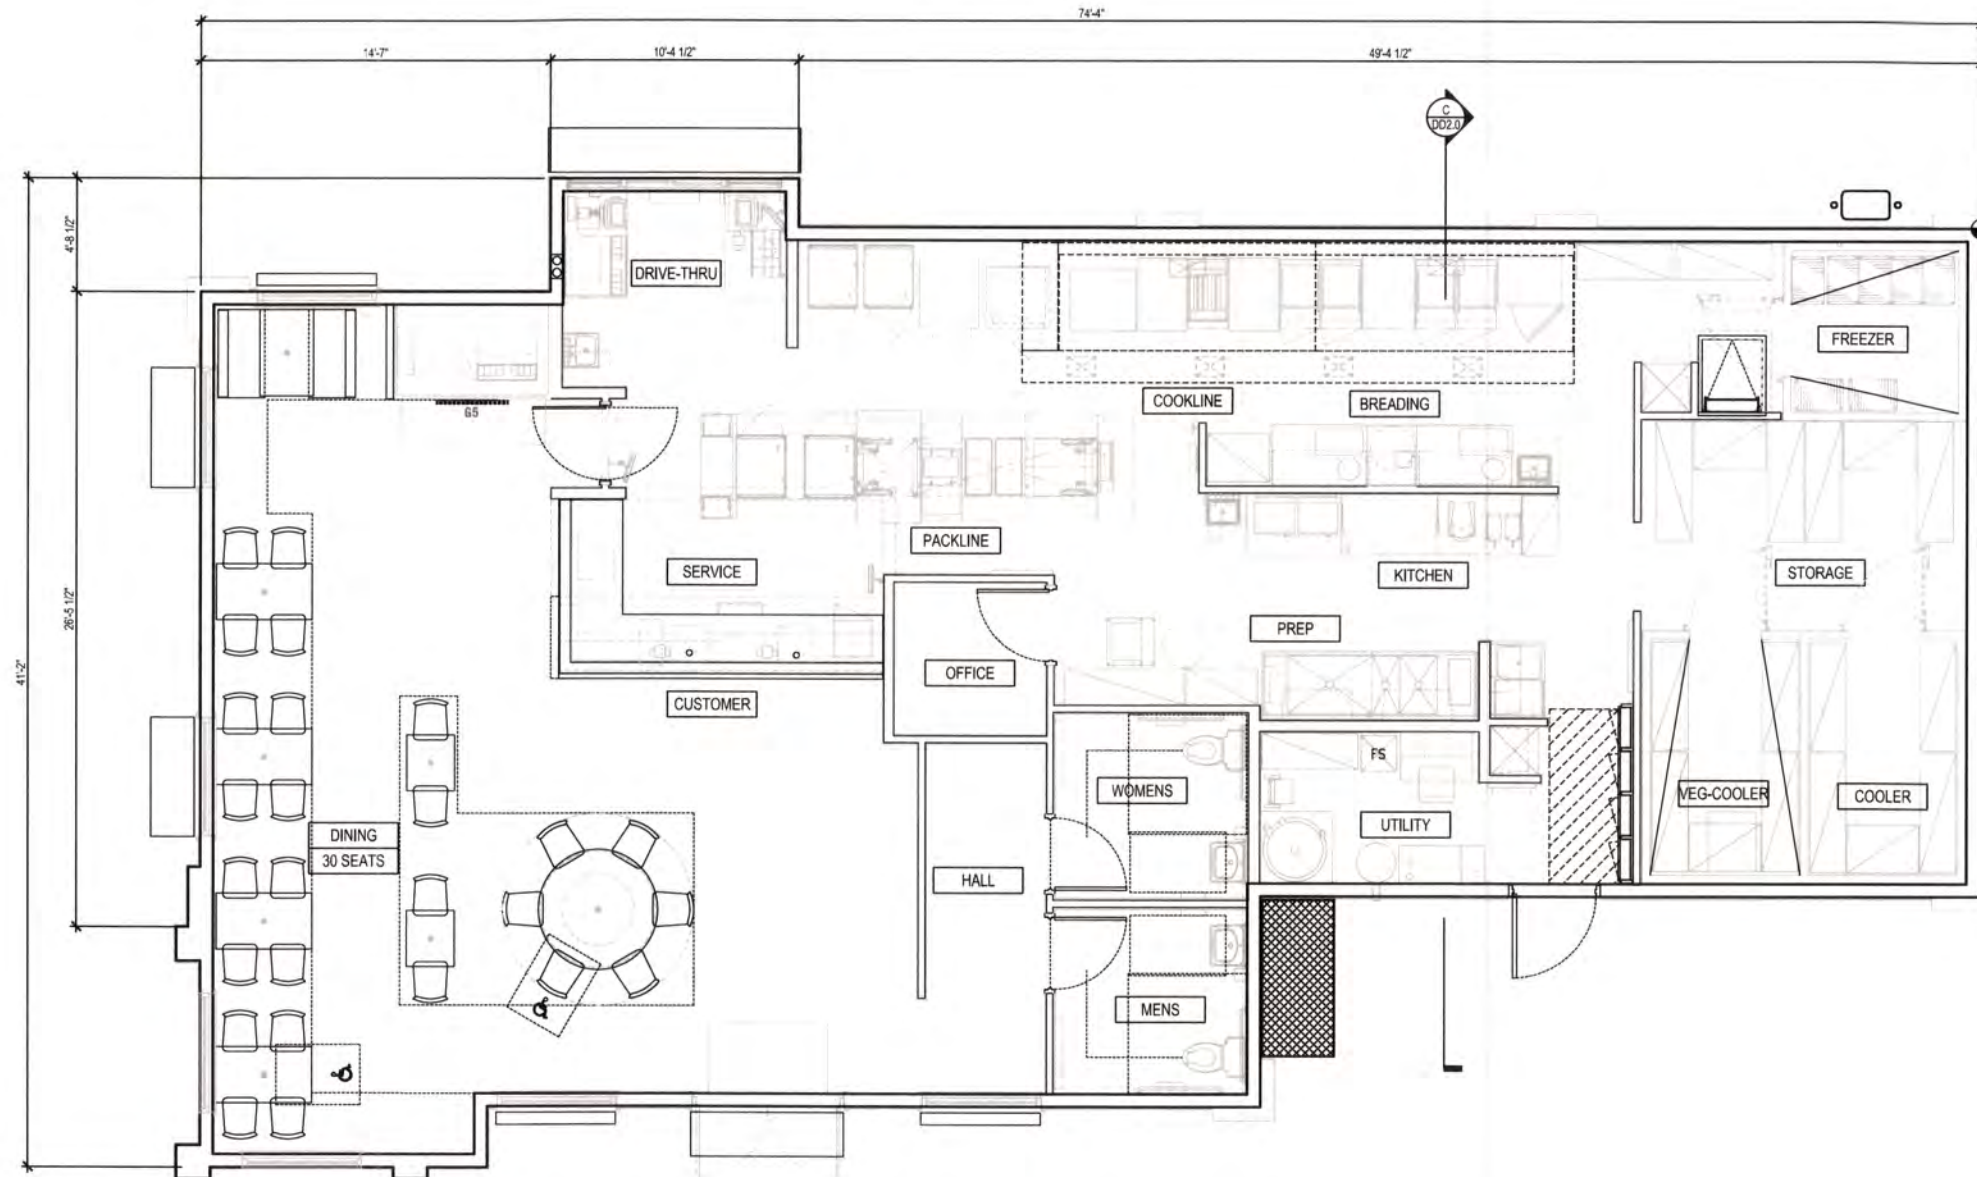 74'-4"
14'-7"
10'-4 1/2"
49'-4 1/2"
C
DD2.0
4'-8 1/2"
26'-5 1/2"
41'-2"
DRIVE-THRU
FREEZER
COOKLINE
BREADING
PACKLINE
SERVICE
KITCHEN
STORAGE
PREP
OFFICE
CUSTOMER
FS
WOMENS
VEG-COOLER
COOLER
UTILITY
DINING
30 SEATS
HALL
MENS